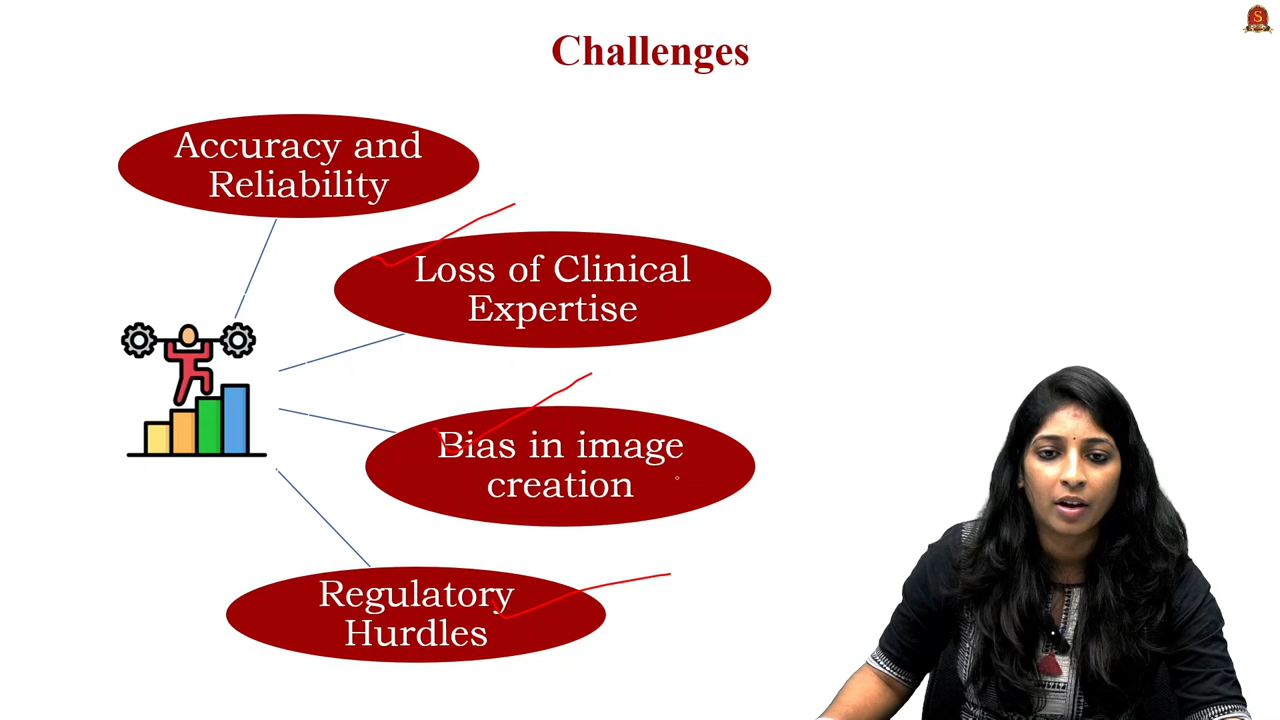 Challenges
Accuracy and
Reliability
Loss of Clinical
Expertise
Bias in image
creation
Regulatory
Hurdles
S